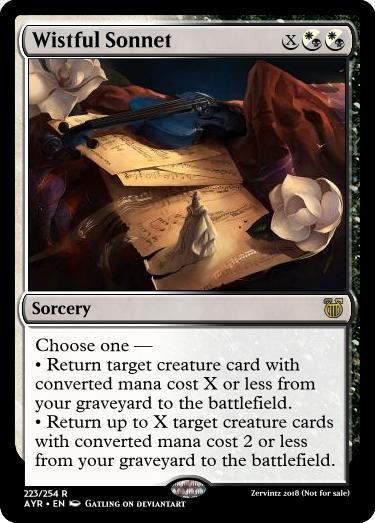 Wistful Sonnet X
Sorcery
Choose one —
• Return target creature card with
converted mana cost X or less from
your graveyard to the battlefield.
• Return up to X target creature cards
with converted mana cost 2 or less
from your graveyard to the battlefield.
223/254 R
Zervintz 2018 (Not for sale)
AYR • EN GATLING ON DEVIANTART